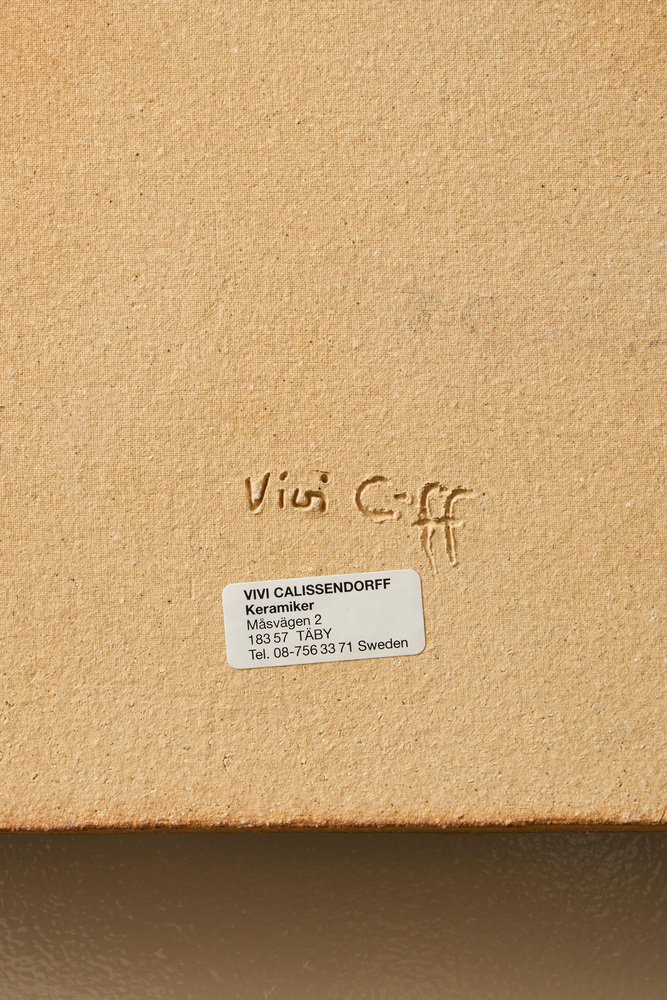 Vivi C-ff
VIVI CALISSENDORFF
Keramiker
Måsvägen 2
183 57 TÄBY
Tel. 08-756 33 71 Sweden